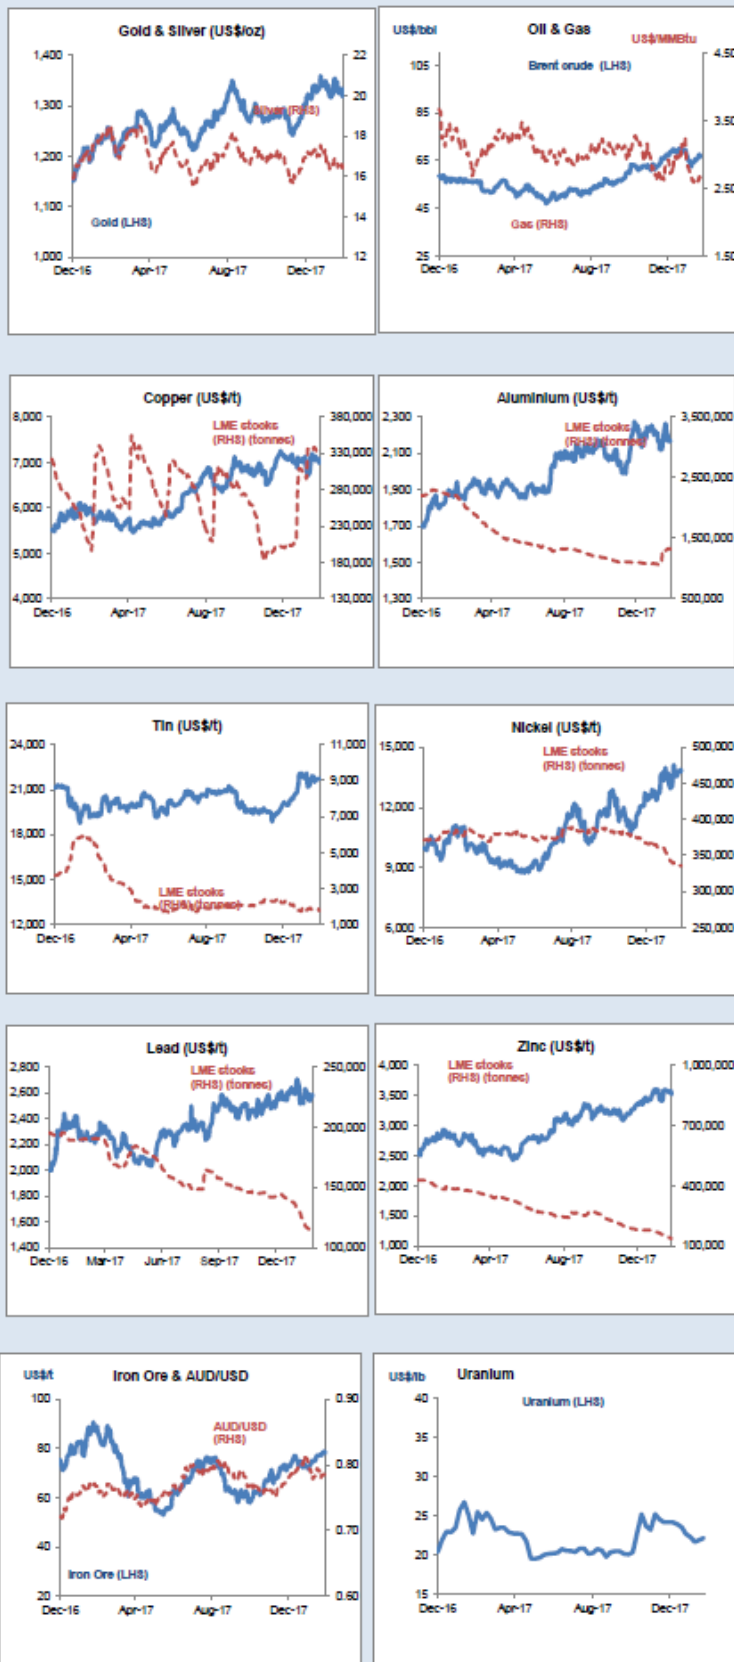 Gold & Silver (US$/oz)
1,400
1,300
1,200
1,100
1,000
22
20
18
16
14
12
Silver (RHS)
Gold (LHS)
Dec-16 Apr-17 Aug-17 Dec-17
US$/bbl Oil & Gas US$/MMBtu
Brent crude (LHS)
105
85
65
45
25
4.50
3.50
2.50
1.50
Gas (RHS)
Dec-16 Apr-17 Aug-17 Dec-17
Copper (US$/t)
LME stocks
(RHS) (tonnes)
8,000
7,000
6,000
5,000
4,000
380,000
330,000
280,000
230,000
180,000
130,000
Dec-16 Apr-17 Aug-17 Dec-17
Aluminium (US$/t)
LME stocks
(RHS) (tonnes)
2,300
2,100
1,900
1,700
1,500
1,300
3,500,000
2,500,000
1,500,000
500,000
Dec-16 Apr-17 Aug-17 Dec-17
Tin (US$/t)
24,000
21,000
18,000
15,000
12,000
11,000
9,000
7,000
5,000
3,000
1,000
LME stocks
(RHS) (tonnes)
Dec-16 Apr-17 Aug-17 Dec-17
Nickel (US$/t)
LME stocks
(RHS) (tonnes)
15,000
12,000
9,000
6,000
500,000
450,000
400,000
350,000
300,000
250,000
Dec-16 Apr-17 Aug-17 Dec-17
Lead (US$/t)
LME stocks
(RHS) (tonnes)
2,800
2,600
2,400
2,200
2,000
1,800
1,600
1,400
250,000
200,000
150,000
100,000
Dec-16 Mar-17 Jun-17 Sep-17 Dec-17
Zinc (US$/t)
LME stocks
(RHS) (tonnes)
4,000
3,500
3,000
2,500
2,000
1,500
1,000
1,000,000
700,000
400,000
100,000
Dec-16 Apr-17 Aug-17 Dec-17
US$/t Iron Ore & AUD/USD
AUD/USD
(RHS)
100
80
60
40
20
0.90
0.80
0.70
0.60
Iron Ore (LHS)
Dec-16 Apr-17 Aug-17 Dec-17
US$/lb Uranium
Uranium (LHS)
40
35
30
25
20
15
Dec-16 Apr-17 Aug-17 Dec-17